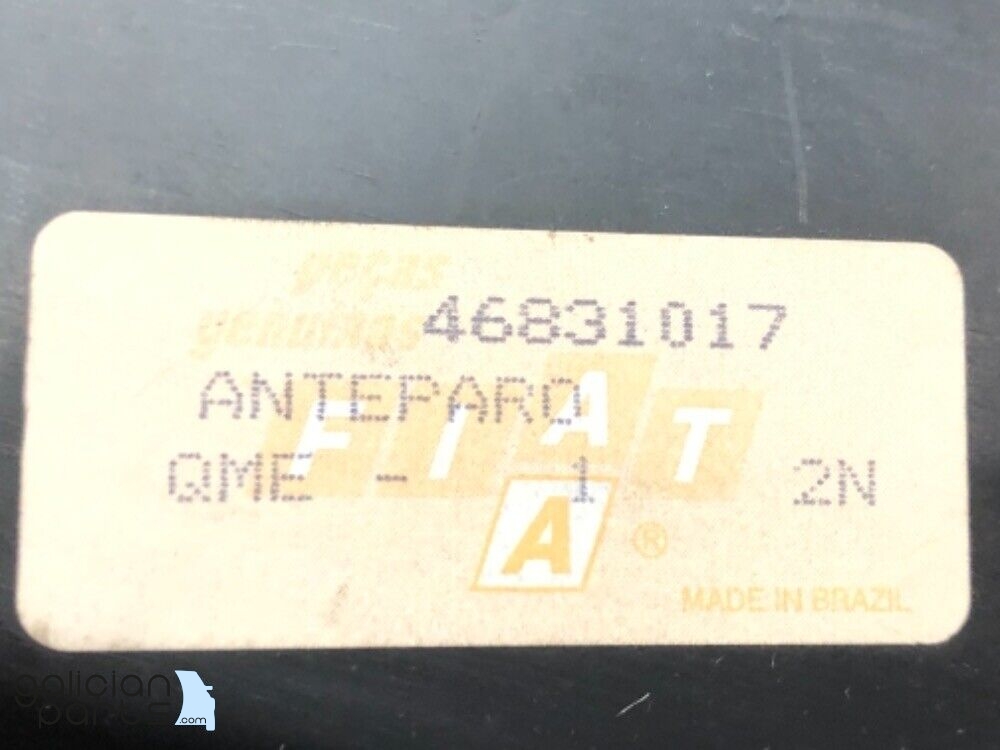 peças
genuínas
46831017
ANTEPARO
FIAT
QME - 1 2N
A ®
MADE IN BRAZIL
galician
parts.com